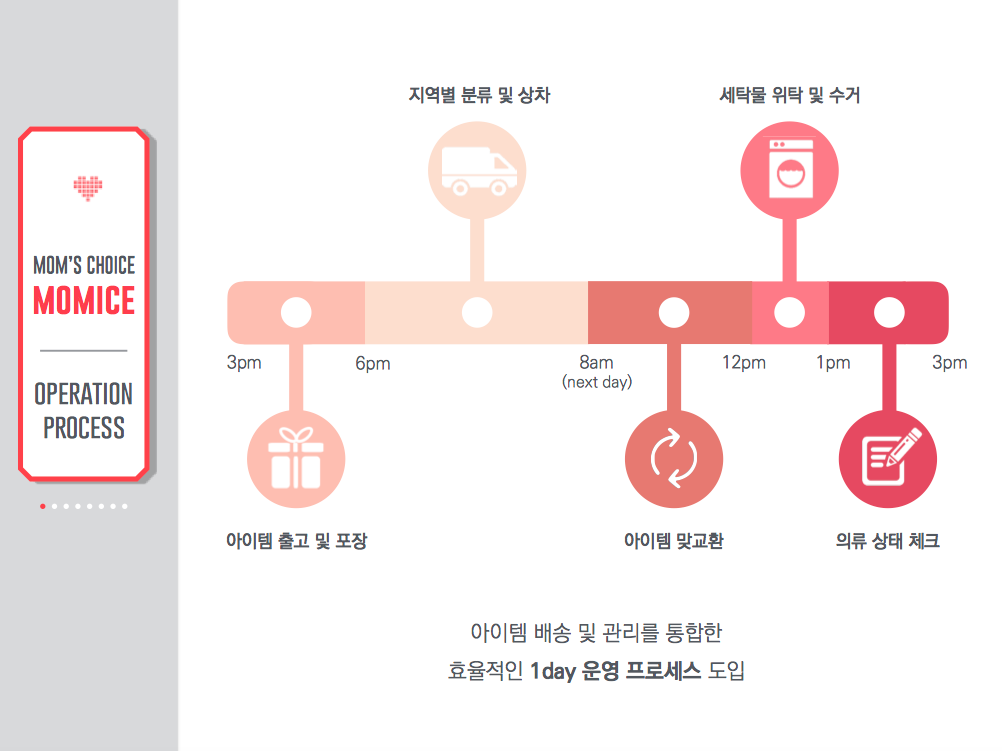 MOM'S CHOICE
MOMICE
OPERATION
PROCESS
지역별 분류 및 상차
세탁물 위탁 및 수거
3pm
6pm
8am
(next day)
12pm
1pm
3pm
아이템 출고 및 포장
아이템 맞교환
의류 상태 체크
아이템 배송 및 관리를 통합한
효율적인 1day 운영 프로세스 도입